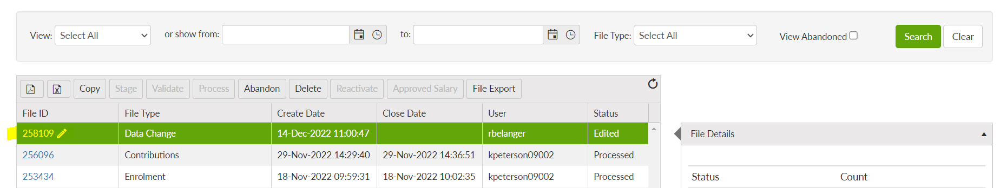 View: Select All or show from: to: File Type: Select All View Abandoned Search Clear
Copy Stage Validate Process Abandon Delete Reactivate Approved Salary File Export
File ID File Type Create Date Close Date User Status
258109 Data Change 14-Dec-2022 11:00:47 rbelanger Edited
File Details
256096 Contributions 29-Nov-2022 14:29:40 29-Nov-2022 14:36:51 kpeterson09002 Processed
253434 Enrolment 18-Nov-2022 09:59:31 18-Nov-2022 10:02:35 kpeterson09002 Processed
Status Count